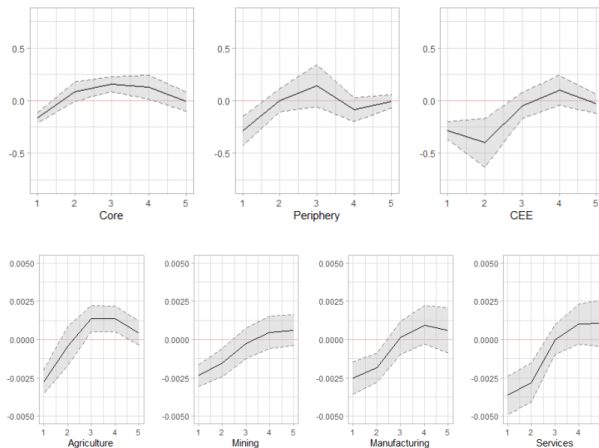 0.5 0.5 0.5
0.0 0.0 0.0
-0.5 -0.5 -0.5
1 2 3 4 5 1 2 3 4 5 1 2 3 4 5
Core Periphery CEE
0.0050 0.0050 0.0050 0.0050
0.0025 0.0025 0.0025 0.0025
0.0000 0.0000 0.0000 0.0000
-0.0025 -0.0025 -0.0025 -0.0025
-0.0050 -0.0050 -0.0050 -0.0050
1 2 3 4 5 1 2 3 4 5 1 2 3 4 5 1 2 3 4 5
Agriculture Mining Manufacturing Services